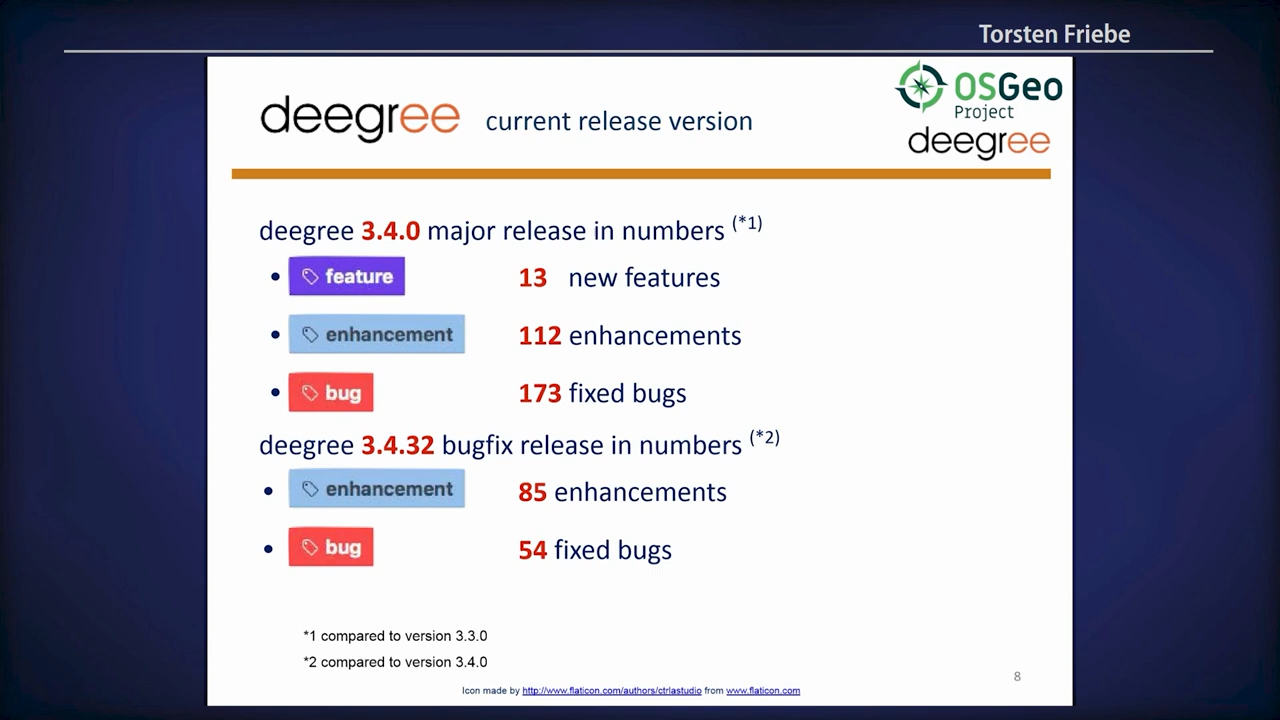 Torsten Friebe
deegree current release version
OSGeo
Project
deegree
deegree 3.4.0 major release in numbers (*1)
• feature 13 new features
• enhancement 112 enhancements
• bug 173 fixed bugs
deegree 3.4.32 bugfix release in numbers (*2)
• enhancement 85 enhancements
• bug 54 fixed bugs
*1 compared to version 3.3.0
*2 compared to version 3.4.0
8
Icon made by http://www.flaticon.com/authors/ctrlastudio from www.flaticon.com